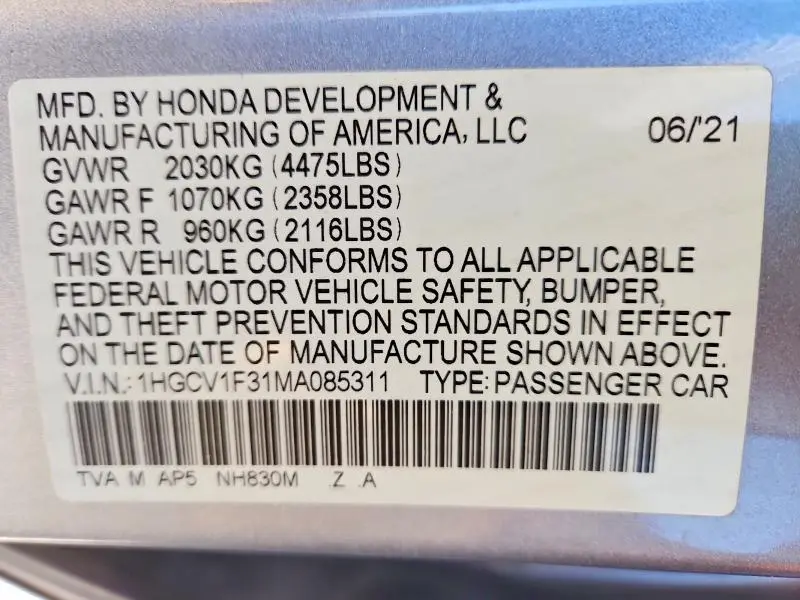 MFD. BY HONDA DEVELOPMENT &
MANUFACTURING OF AMERICA, LLC 06/'21
GVWR 2030KG (4475LBS)
GAWR F 1070KG (2358LBS)
GAWR R 960KG (2116LBS)
THIS VEHICLE CONFORMS TO ALL APPLICABLE
FEDERAL MOTOR VEHICLE SAFETY, BUMPER,
AND THEFT PREVENTION STANDARDS IN EFFECT
ON THE DATE OF MANUFACTURE SHOWN ABOVE.
V.I.N.: 1HGCV1F31MA085311 TYPE: PASSENGER CAR
TVA M AP5 NH830M .Z .A